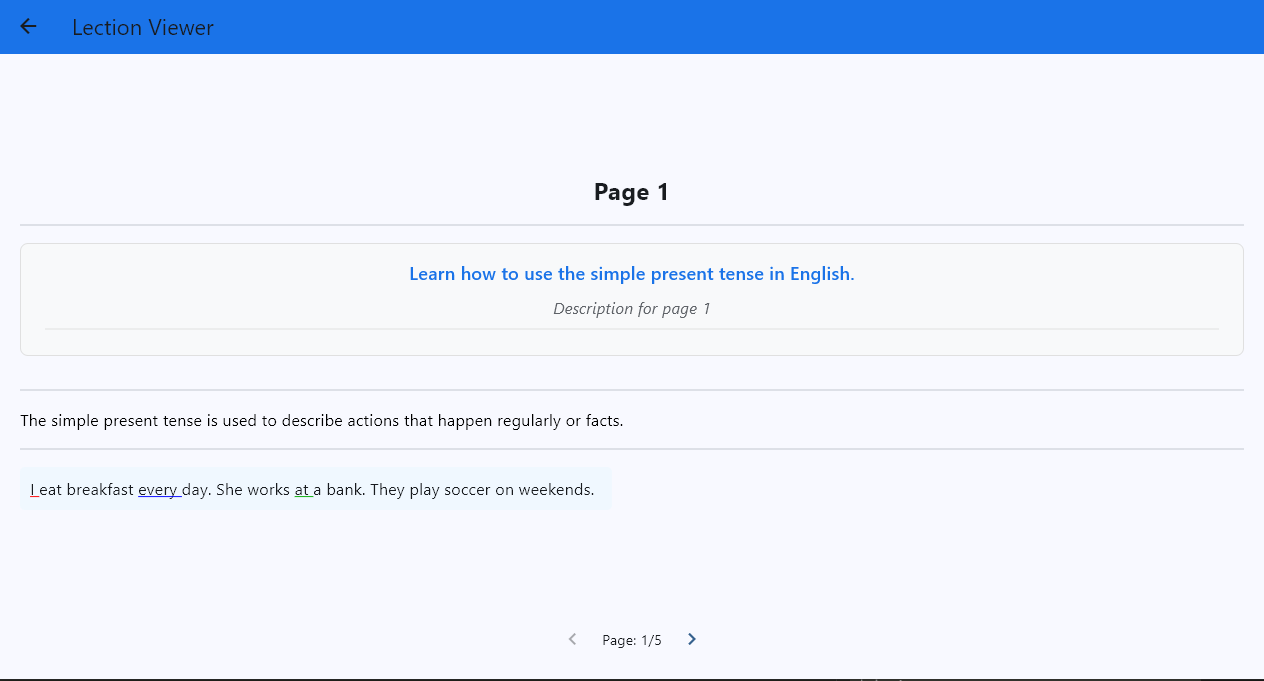 Lection Viewer
Page 1
Learn how to use the simple present tense in English.
Description for page 1
The simple present tense is used to describe actions that happen regularly or facts.
I eat breakfast every day. She works at a bank. They play soccer on weekends.
Page: 1/5